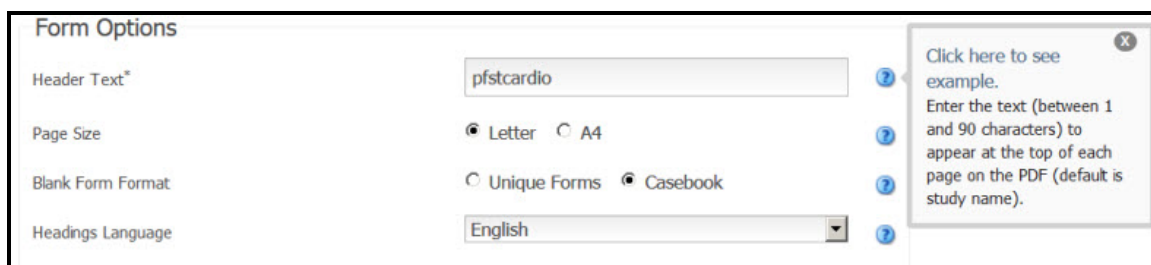 Form Options
Header Text*
pfstcardio
Page Size
Letter A4
Blank Form Format
Unique Forms Casebook
Headings Language
English
X
Click here to see
example.
Enter the text (between 1
and 90 characters) to
appear at the top of each
page on the PDF (default is
study name).